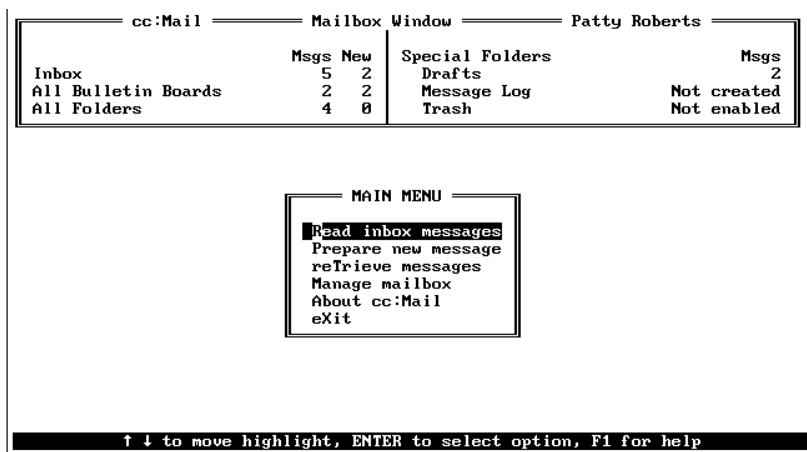 cc:Mail Mailbox Window Patty Roberts
Msgs New Special Folders Msgs
Inbox 5 2 Drafts 2
All Bulletin Boards 2 2 Message Log Not created
All Folders 4 0 Trash Not enabled
MAIN MENU
Read inbox messages
Prepare new message
reTrieve messages
Manage mailbox
About cc:Mail
eXit
↑ ↓ to move highlight, ENTER to select option, F1 for help